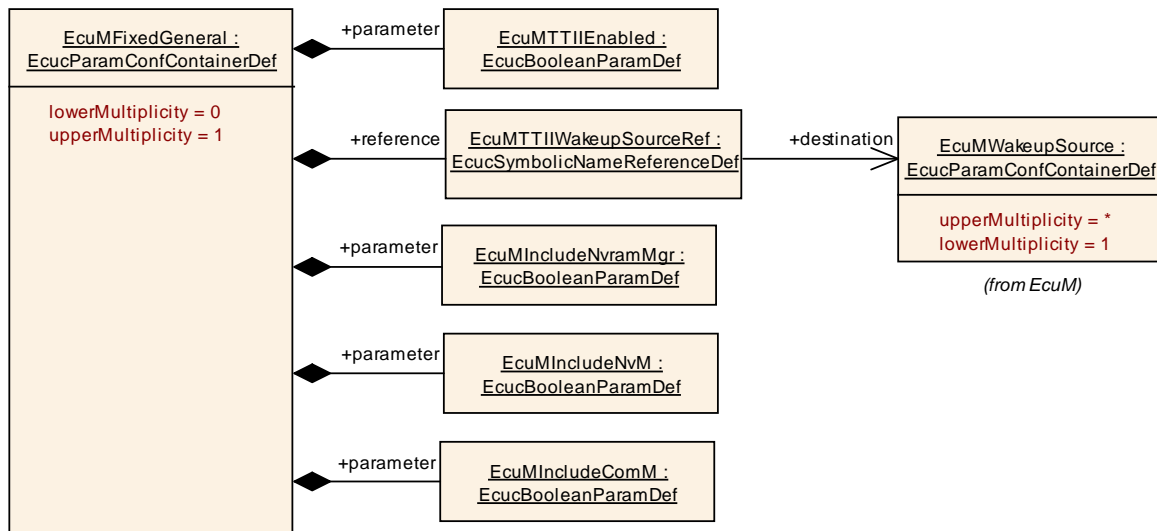 EcuMFixedGeneral :
EcucParamConfContainerDef
lowerMultiplicity = 0
upperMultiplicity = 1
+parameter
EcuMTTIIEnabled :
EcucBooleanParamDef
+reference
EcuMTTIIWakeupSourceRef :
EcucSymbolicNameReferenceDef
+destination
EcuMWakeupSource :
EcucParamConfContainerDef
upperMultiplicity = *
lowerMultiplicity = 1
(from EcuM)
+parameter
EcuMIncludeNvramMgr :
EcucBooleanParamDef
+parameter
EcuMIncludeNvM :
EcucBooleanParamDef
+parameter
EcuMIncludeComM :
EcucBooleanParamDef